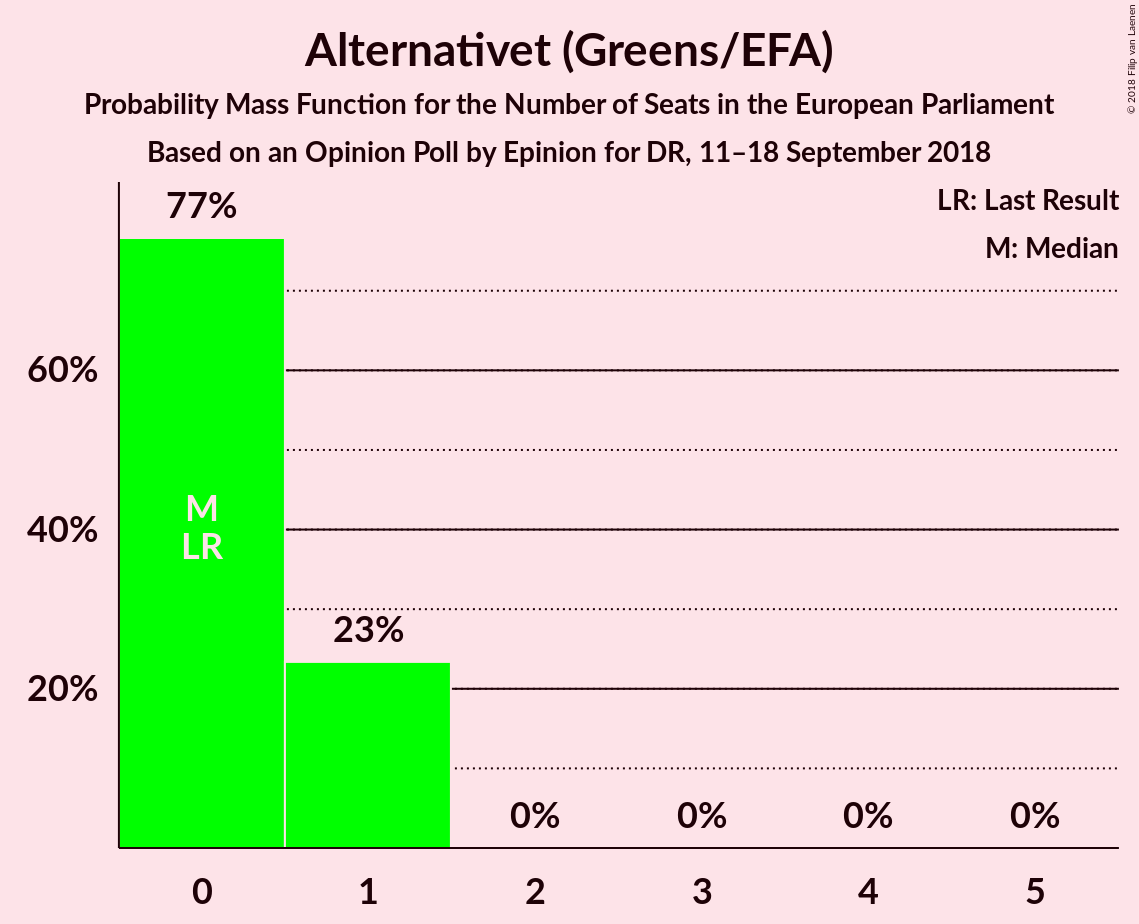 Alternativet (Greens/EFA)
Probability Mass Function for the Number of Seats in the European Parliament
Based on an Opinion Poll by Epinion for DR, 11–18 September 2018
© 2018 Filip van Laenen
LR: Last Result
M: Median
77%
60%
M
40%
LR
23%
20%
0% 0% 0% 0%
0 1 2 3 4 5